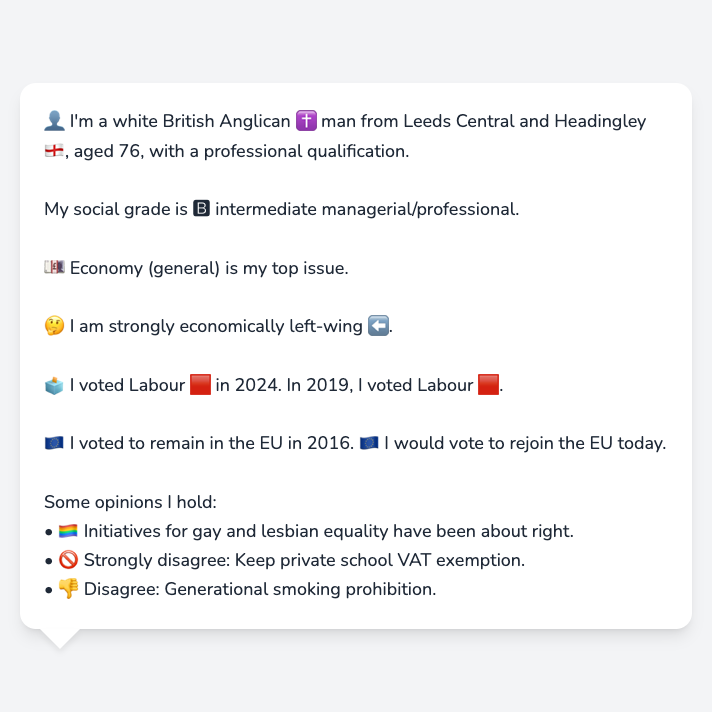 👤 I'm a white British Anglican ✝️ man from Leeds Central and Headingley
🏴󠁧󠁢󠁥󠁮󠁧󠁿, aged 76, with a professional qualification.
My social grade is 🅱 intermediate managerial/professional.
💷 Economy (general) is my top issue.
🤔 I am strongly economically left-wing ⬅️.
🗳️ I voted Labour 🟥 in 2024. In 2019, I voted Labour 🟥.
🇪🇺 I voted to remain in the EU in 2016. 🇪🇺 I would vote to rejoin the EU today.
Some opinions I hold:
• 🏳️‍🌈 Initiatives for gay and lesbian equality have been about right.
• 🚫 Strongly disagree: Keep private school VAT exemption.
• 👎 Disagree: Generational smoking prohibition.